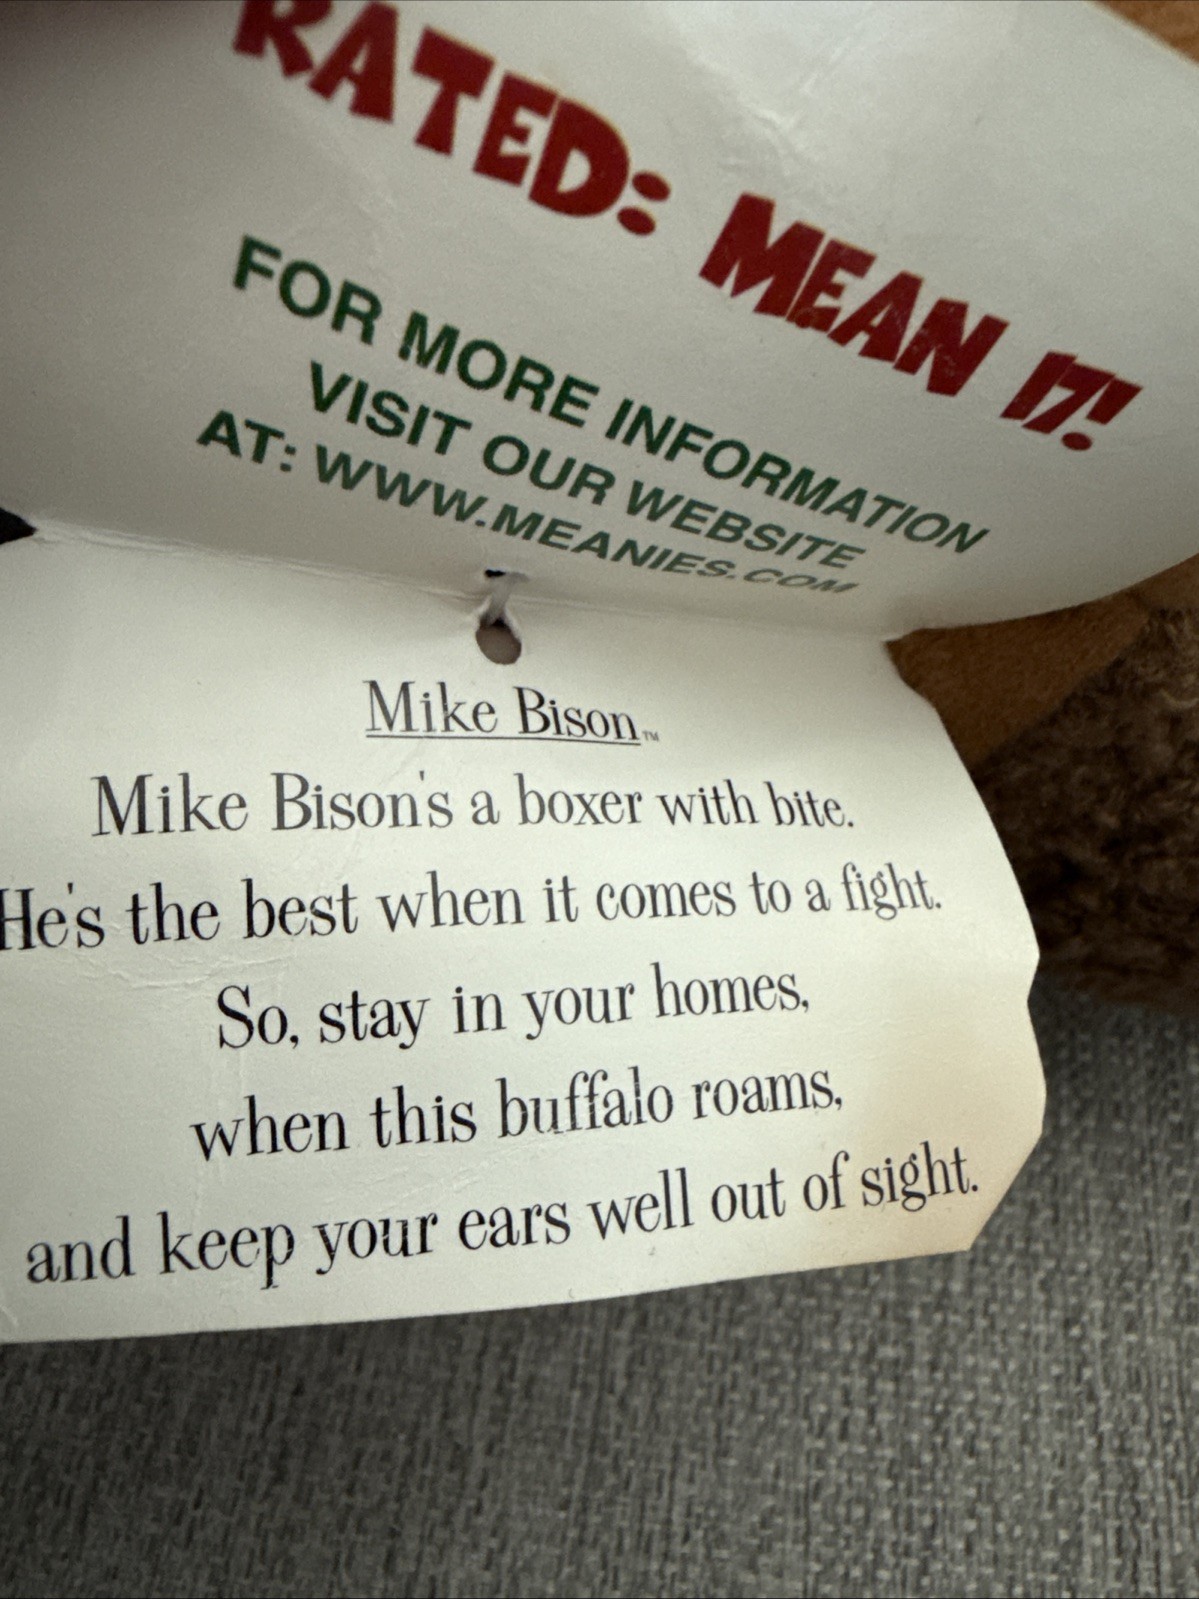 RATED: MEAN 17!
FOR MORE INFORMATION
VISIT OUR WEBSITE
AT: WWW.MEANIES.COM
Mike Bison™
Mike Bison's a boxer with bite.
He's the best when it comes to a fight.
So, stay in your homes,
when this buffalo roams,
and keep your ears well out of sight.